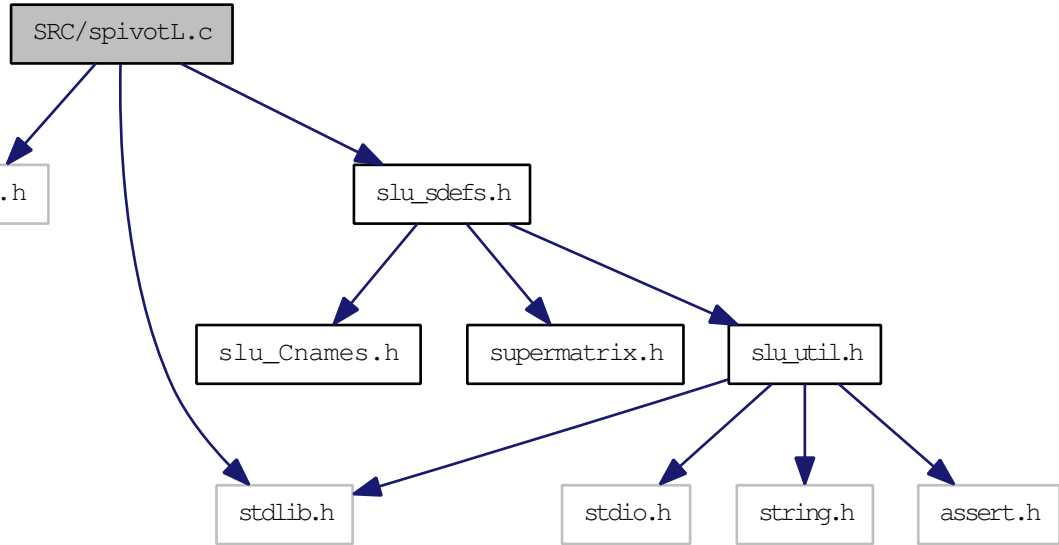 SRC/spivotL.c
.h
slu_sdefs.h
slu_Cnames.h
supermatrix.h
slu_util.h
stdlib.h
stdio.h
string.h
assert.h